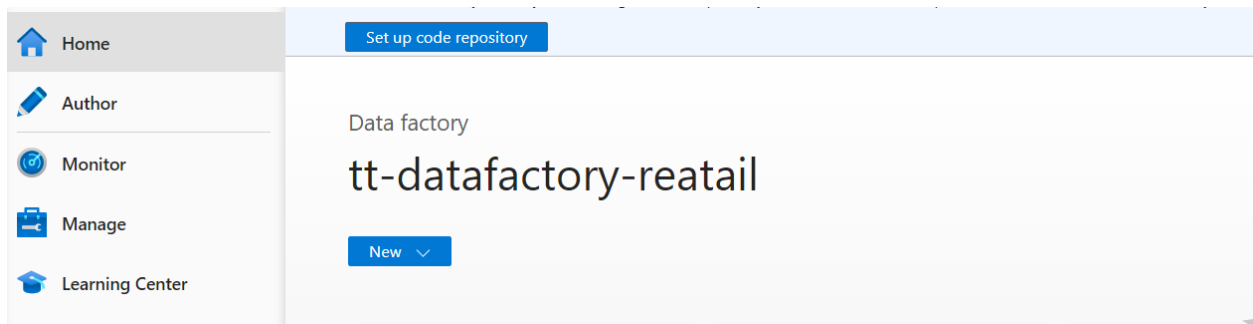 Set up code repository
Home
Author
Monitor
Manage
Learning Center
Data factory
tt-datafactory-reatail
New